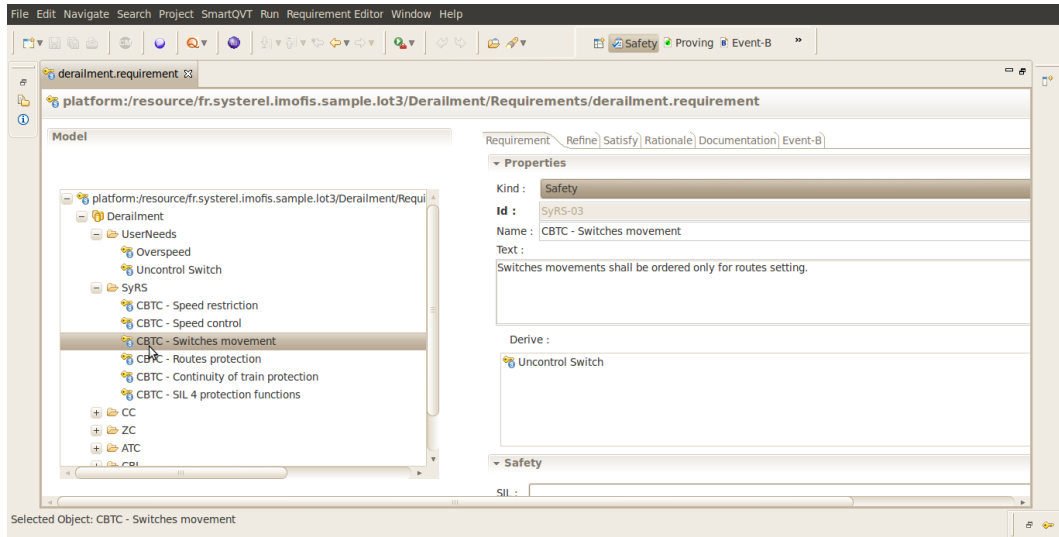 File Edit Navigate Search Project SmartQVT Run Requirement Editor Window Help
Safety Proving Event-B »
derailment.requirement
platform:/resource/fr.systerel.imofis.sample.lot3/Derailment/Requirements/derailment.requirement
Model
platform:/resource/fr.systerel.imofis.sample.lot3/Derailment/Requi
Derailment
UserNeeds
Overspeed
Uncontrol Switch
SyRS
CBTC - Speed restriction
CBTC - Speed control
CBTC - Switches movement
CBTC - Routes protection
CBTC - Continuity of train protection
CBTC - SIL 4 protection functions
CC
ZC
ATC
CBI
Requirement Refine Satisfy Rationale Documentation Event-B
Properties
Kind : Safety
Id : SyRS-03
Name : CBTC - Switches movement
Text :
Switches movements shall be ordered only for routes setting.
Derive :
Uncontrol Switch
Safety
SIL :
Selected Object: CBTC - Switches movement